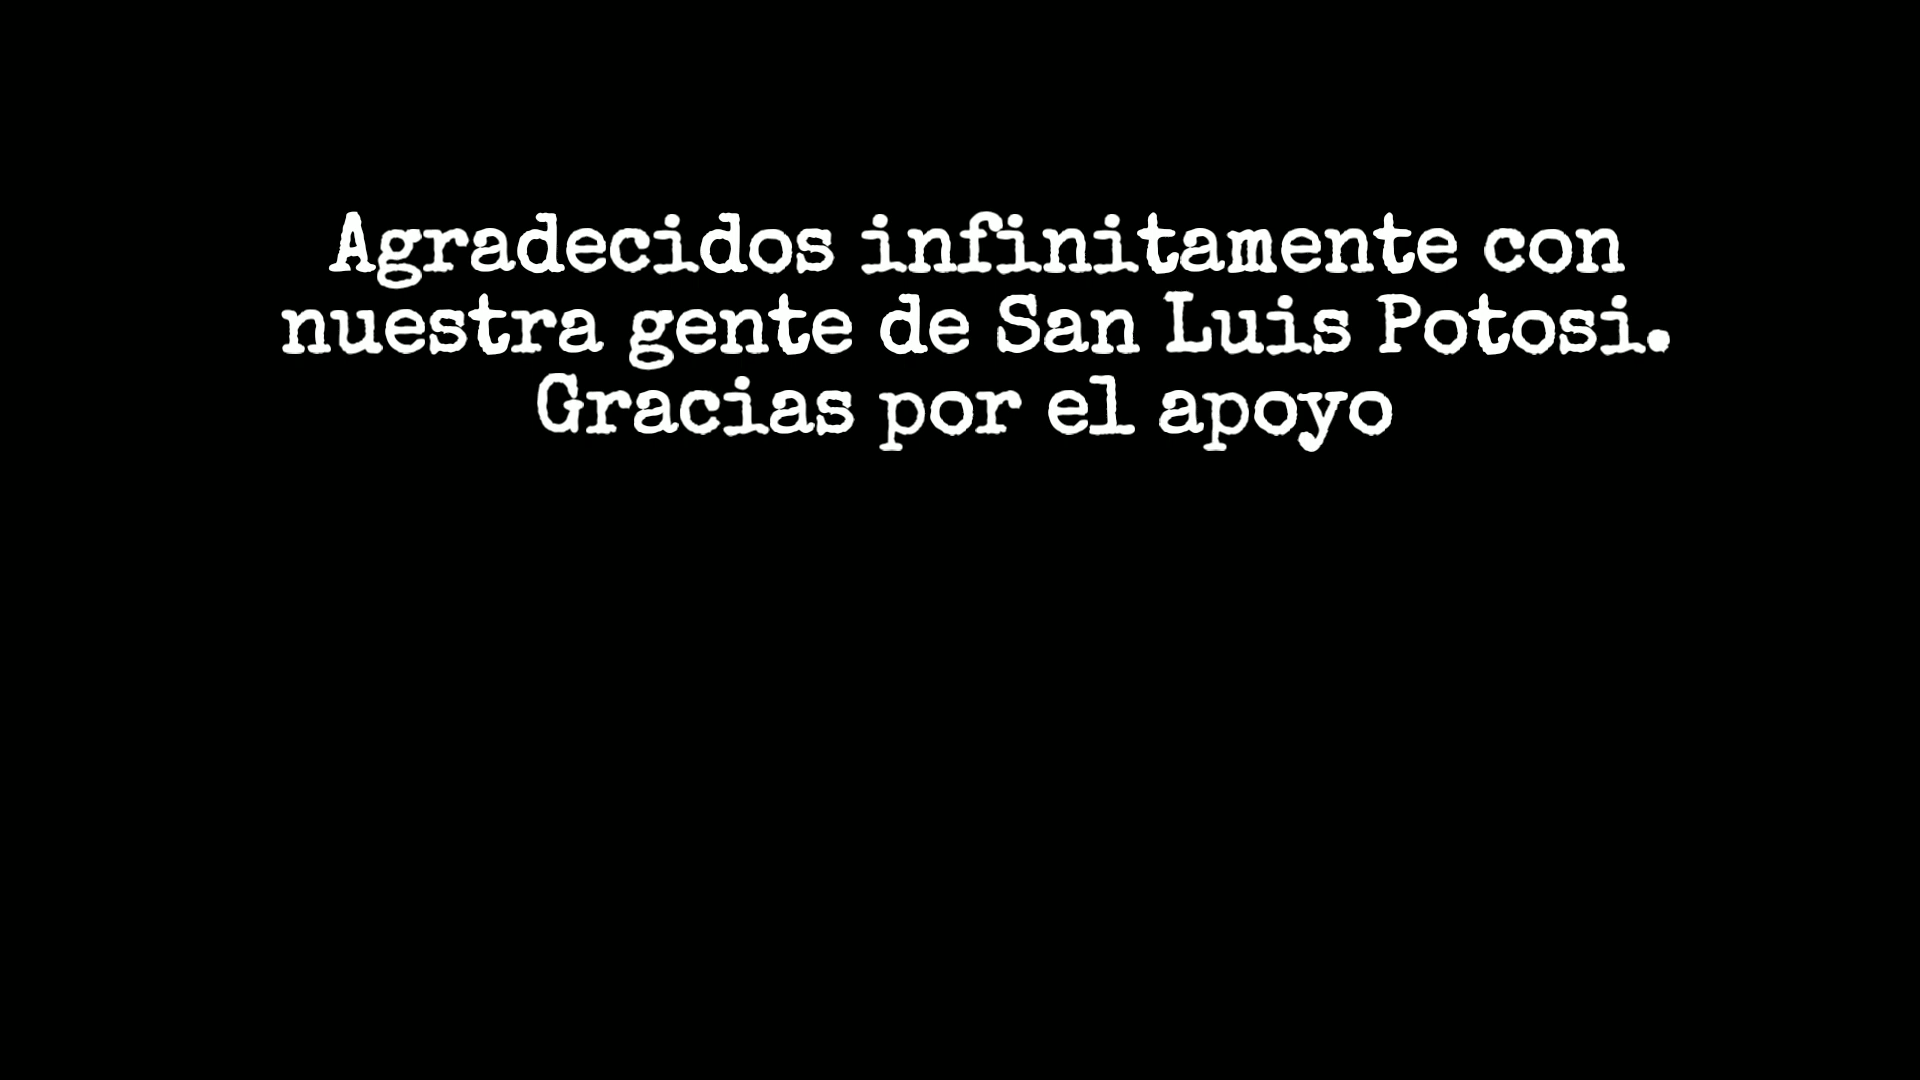 Agradecidos infinitamente con
nuestra gente de San Luis Potosi.
Gracias por el apoyo